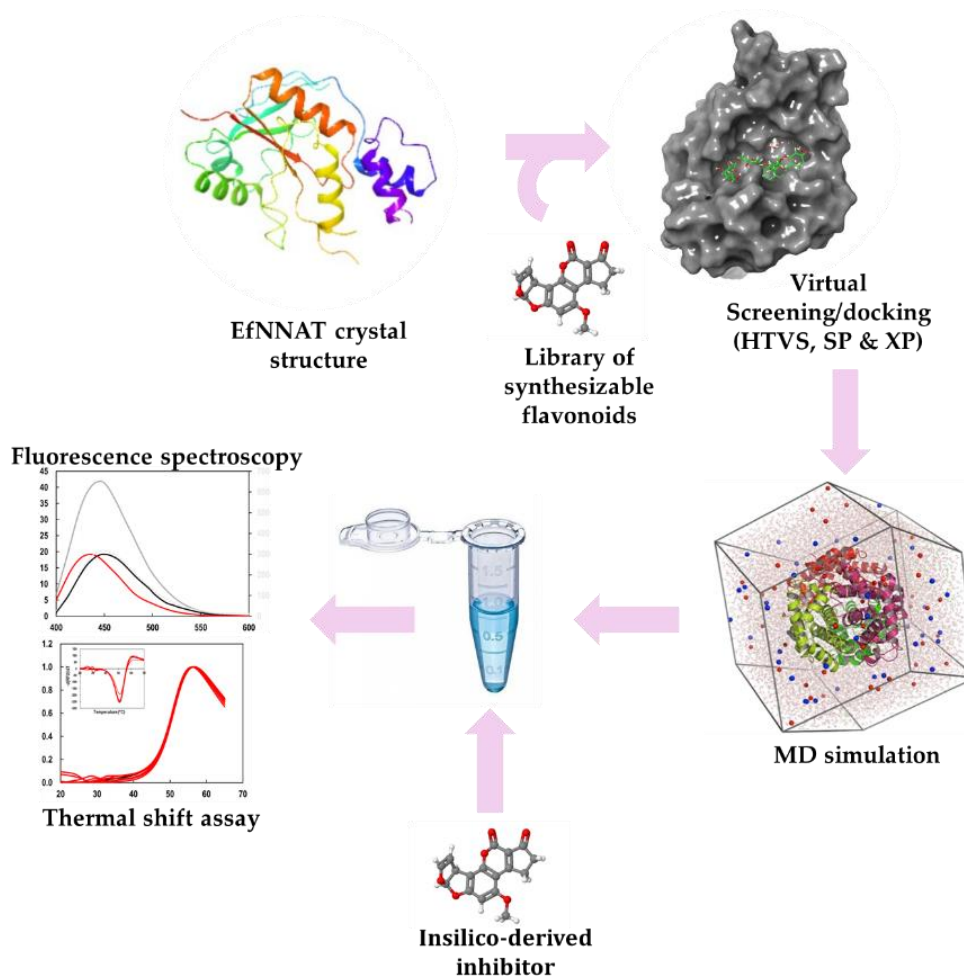 EfNNAT crystal
structure
Library of
synthesizable
flavonoids
Virtual
Screening/docking
(HTVS, SP & XP)
MD simulation
Insilico-derived
inhibitor
1.5
0.5
0.1
Fluorescence spectroscopy
45
40
35
30
25
20
15
10
5
0
400
450
500
550
600
1.2
1.0
0.8
0.6
0.4
0.2
0.0
Temperature (°C)
20
30
40
50
60
70
Thermal shift assay